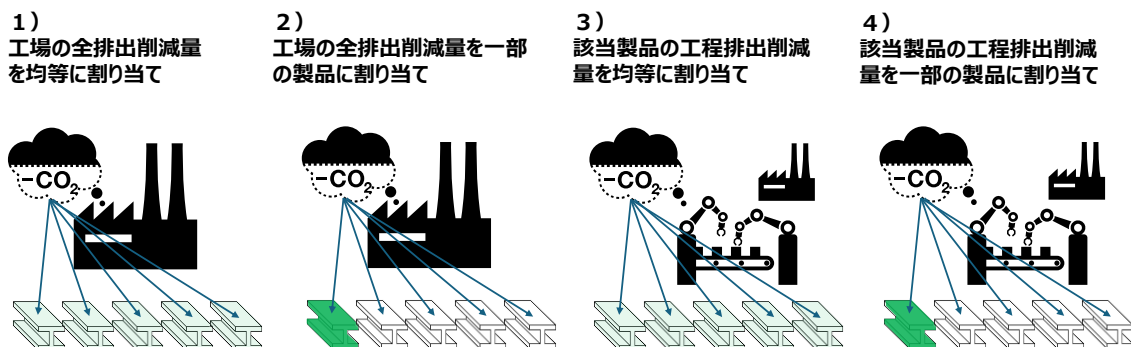 1）
工場の全排出削減量
を均等に割り当て
2）
工場の全排出削減量を一部
の製品に割り当て
3）
該当製品の工程排出削減
量を均等に割り当て
4）
該当製品の工程排出削減
量を一部の製品に割り当て
−CO2
−CO2
−CO2
−CO2